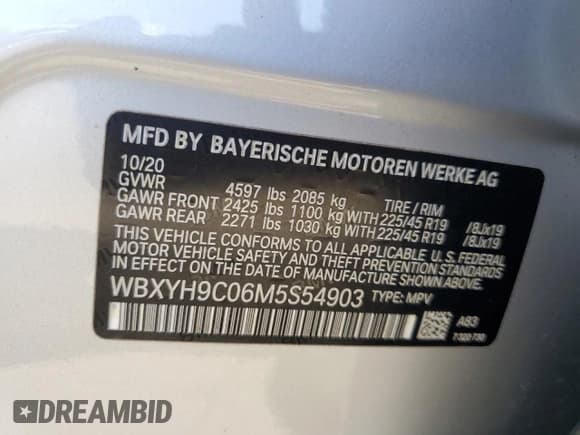 MFD BY BAYERISCHE MOTOREN WERKE AG
10/20
GVWR 4597 lbs 2085 kg TIRE / RIM
GAWR FRONT 2425 lbs 1100 kg WITH 225/45 R19 /8Jx19
GAWR REAR 2271 lbs 1030 kg WITH 225/45 R19 /8Jx19
THIS VEHICLE CONFORMS TO ALL APPLICABLE U. S. FEDERAL
MOTOR VEHICLE SAFETY AND THEFT PREVENTION STANDARDS
IN EFFECT ON THE DATE OF MANUFACTURE SHOWN ABOVE.
WBXYH9C06M5S54903 TYPE: MPV
A83
7320730
DREAMBID